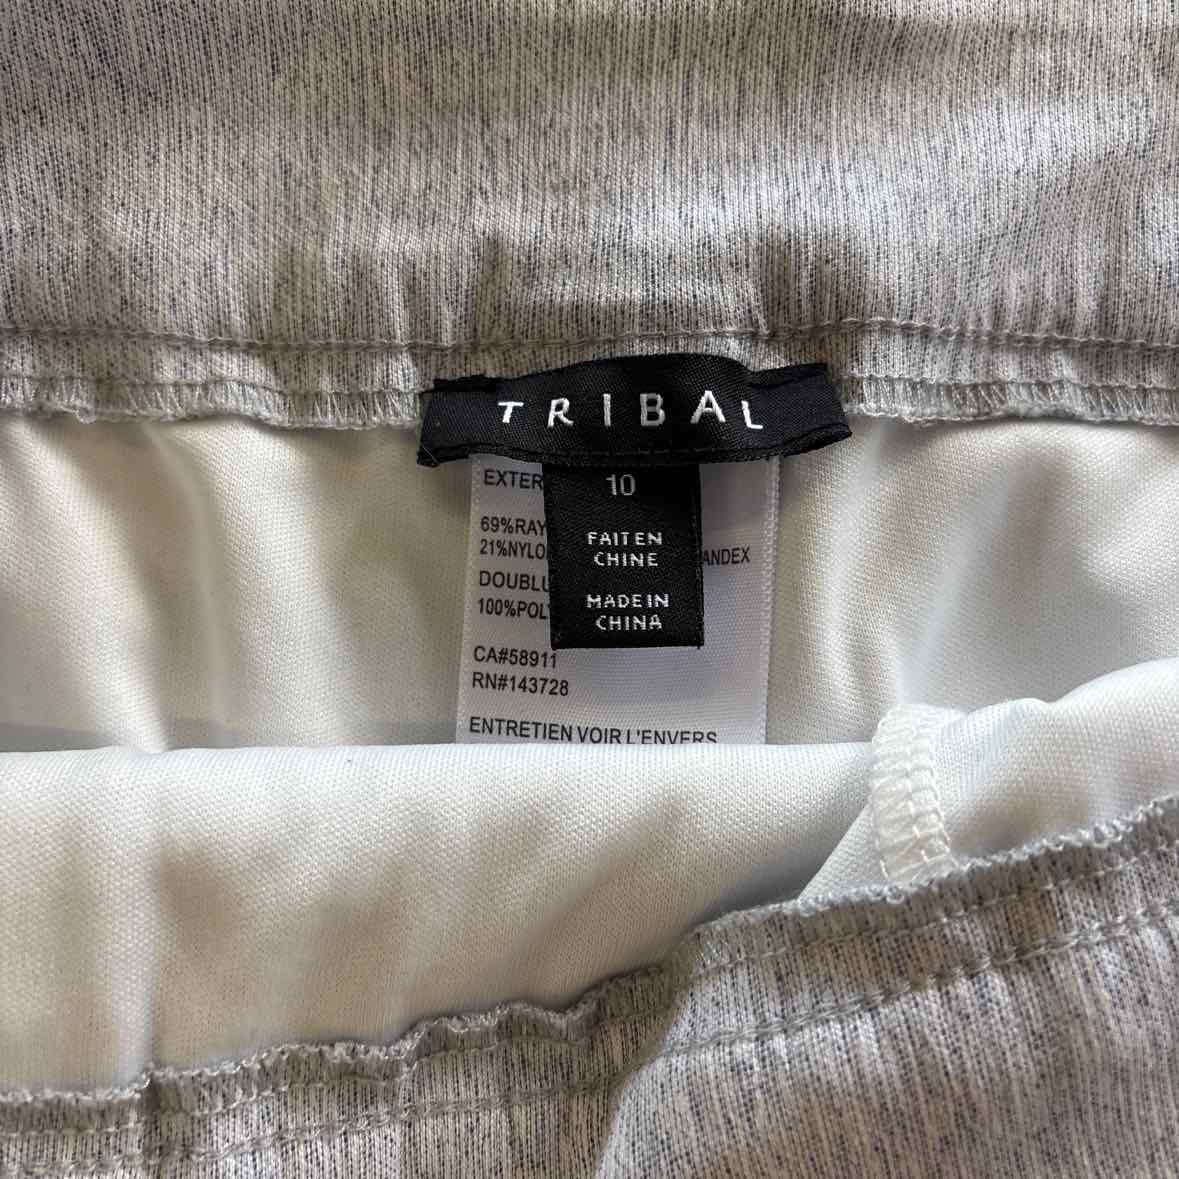 TRIBAL
10
FAIT EN
CHINE
MADE IN
CHINA
EXTER
69%RAY
21%NYLO ANDEX
DOUBLU
100%POL
CA#58911
RN#143728
ENTRETIEN VOIR L'ENVERS